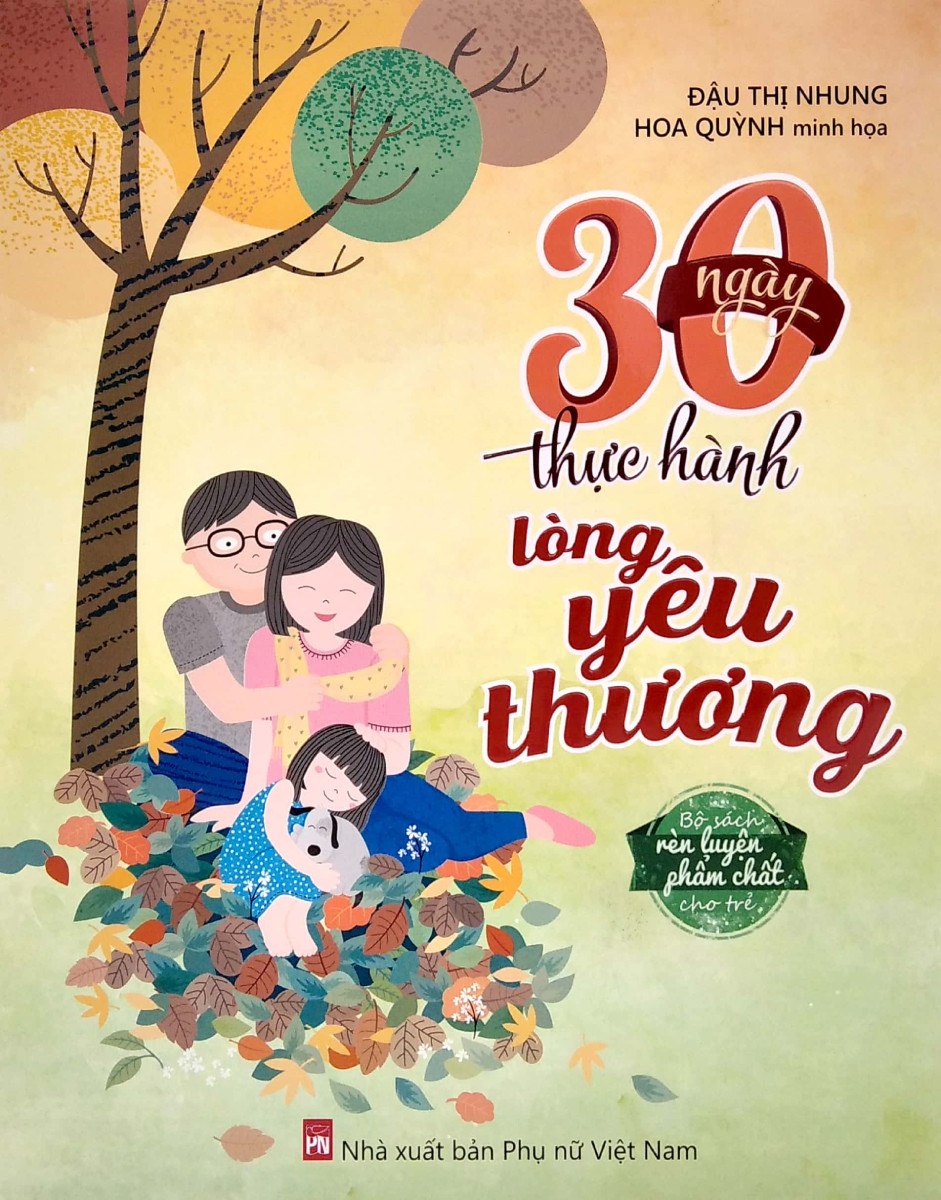 ĐẬU THỊ NHUNG
HOA QUỲNH minh họa
30
ngày
thực hành
lòng
yêu
thương
Bộ sách
rèn luyện
phẩm chất
cho trẻ
PN
Nhà xuất bản Phụ nữ Việt Nam